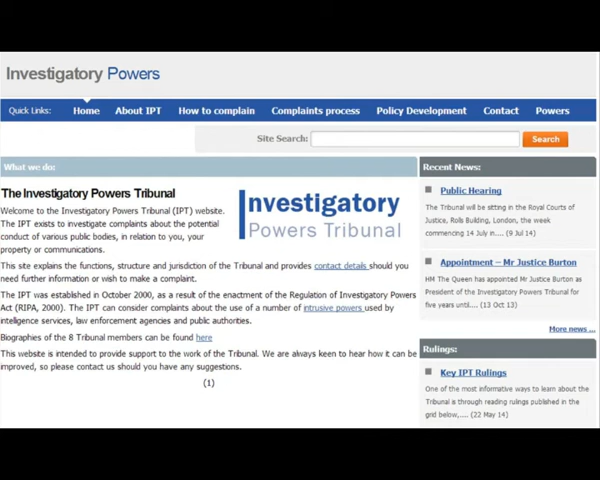 Investigatory Powers
Quick Links: Home About IPT How to complain Complaints process Policy Development Contact Powers
Site Search: Search
What we do:
The Investigatory Powers Tribunal
Welcome to the Investigatory Powers Tribunal (IPT) website.
The IPT exists to investigate complaints about the potential
conduct of various public bodies, in relation to you, your
property or communications.
Investigatory
Powers Tribunal
This site explains the functions, structure and jurisdiction of the Tribunal and provides contact details should you
need further information or wish to make a complaint.
The IPT was established in October 2000, as a result of the enactment of the Regulation of Investigatory Powers
Act (RIPA, 2000). The IPT can consider complaints about the use of a number of intrusive powers used by
intelligence services, law enforcement agencies and public authorities.
Biographies of the 8 Tribunal members can be found here
This website is intended to provide support to the work of the Tribunal. We are always keen to hear how it can be
improved, so please contact us should you have any suggestions.
(1)
Recent News:
Public Hearing
The Tribunal will be sitting in the Royal Courts of
Justice, Rolls Building, London, the week
commencing 14 July in.... (9 Jul 14)
Appointment – Mr Justice Burton
HM The Queen has appointed Mr Justice Burton as
President of the Investigatory Powers Tribunal for
five years until.... (13 Oct 13)
More news ...
Rulings:
Key IPT Rulings
One of the most informative ways to learn about the
Tribunal is through reading rulings published in the
grid below,.... (22 May 14)